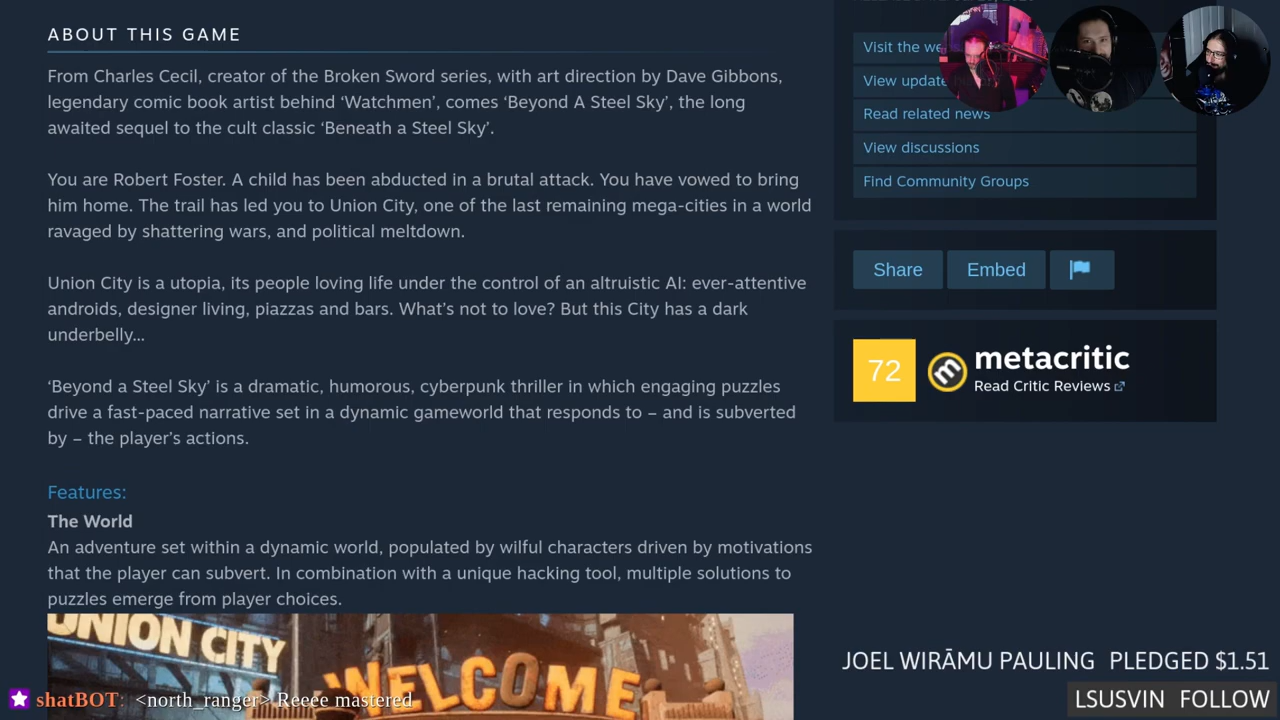 ABOUT THIS GAME
From Charles Cecil, creator of the Broken Sword series, with art direction by Dave Gibbons,
legendary comic book artist behind ‘Watchmen’, comes ‘Beyond A Steel Sky’, the long
awaited sequel to the cult classic ‘Beneath a Steel Sky’.
You are Robert Foster. A child has been abducted in a brutal attack. You have vowed to bring
him home. The trail has led you to Union City, one of the last remaining mega-cities in a world
ravaged by shattering wars, and political meltdown.
Union City is a utopia, its people loving life under the control of an altruistic AI: ever-attentive
androids, designer living, piazzas and bars. What’s not to love? But this City has a dark
underbelly...
‘Beyond a Steel Sky’ is a dramatic, humorous, cyberpunk thriller in which engaging puzzles
drive a fast-paced narrative set in a dynamic gameworld that responds to – and is subverted
by – the player’s actions.
Features:
The World
An adventure set within a dynamic world, populated by wilful characters driven by motivations
that the player can subvert. In combination with a unique hacking tool, multiple solutions to
puzzles emerge from player choices.
UNION CITY
WELCOME
shatBOT: <north_ranger> Reeee mastered
Visit the
View update
Read related news
View discussions
Find Community Groups
Share Embed
72 metacritic
Read Critic Reviews
JOEL WIRĀMU PAULING PLEDGED $1.51
LSUSVIN FOLLOW